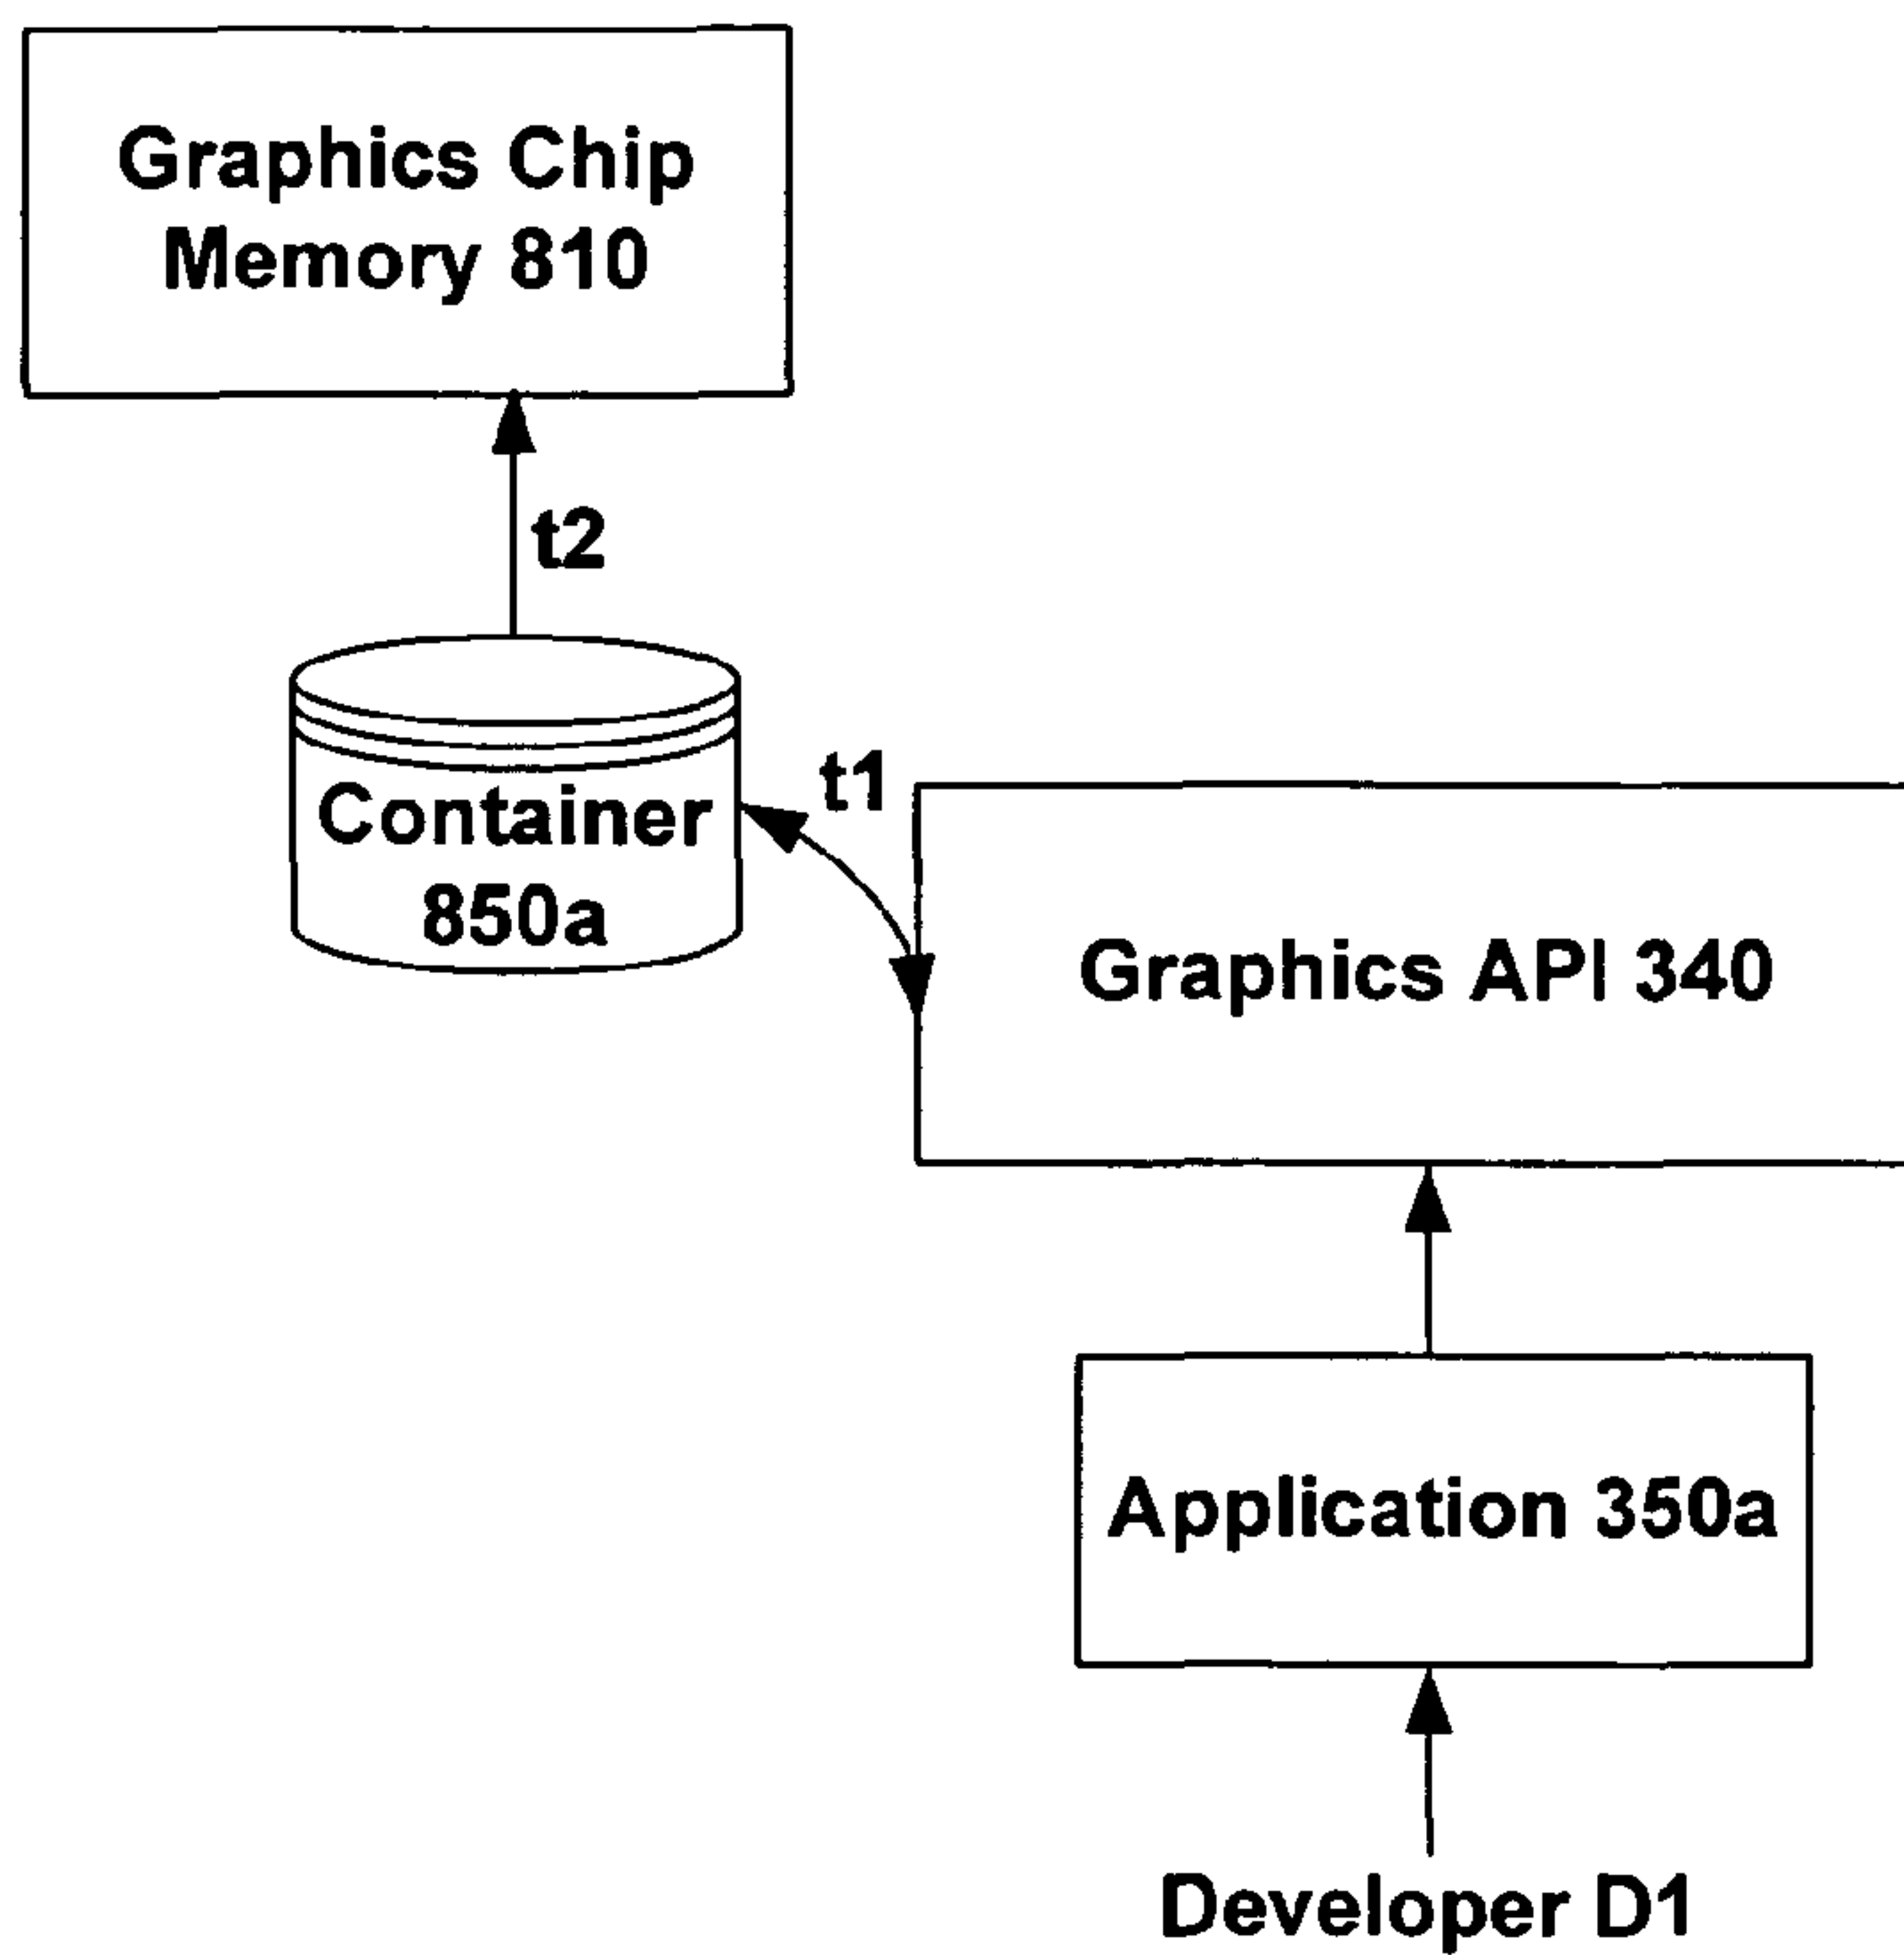 Graphics Chip
Memory 810
t2
t1
Container
850a
Graphics API 340
Application 350a
Developer D1